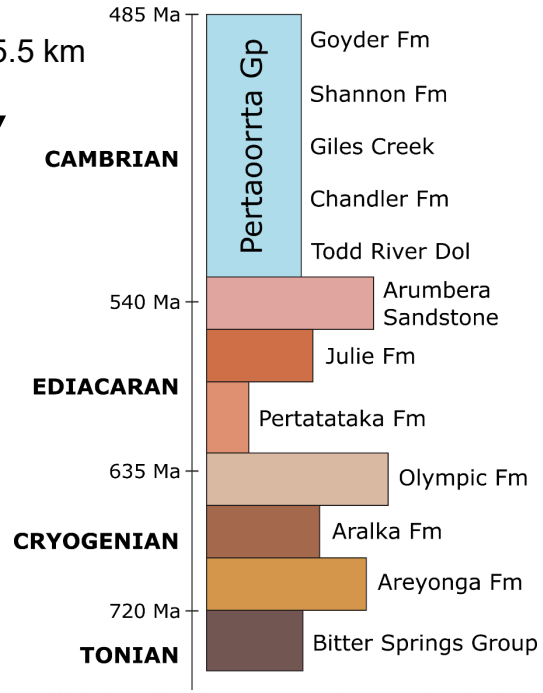 485 Ma
5.5 km
Goyder Fm
Pertaoorrta Gp
Shannon Fm
Giles Creek
CAMBRIAN
Chandler Fm
Todd River Dol
540 Ma
Arumbera
Sandstone
Julie Fm
EDIACARAN
Pertatataka Fm
635 Ma
Olympic Fm
Aralka Fm
CRYOGENIAN
Areyonga Fm
720 Ma
Bitter Springs Group
TONIAN